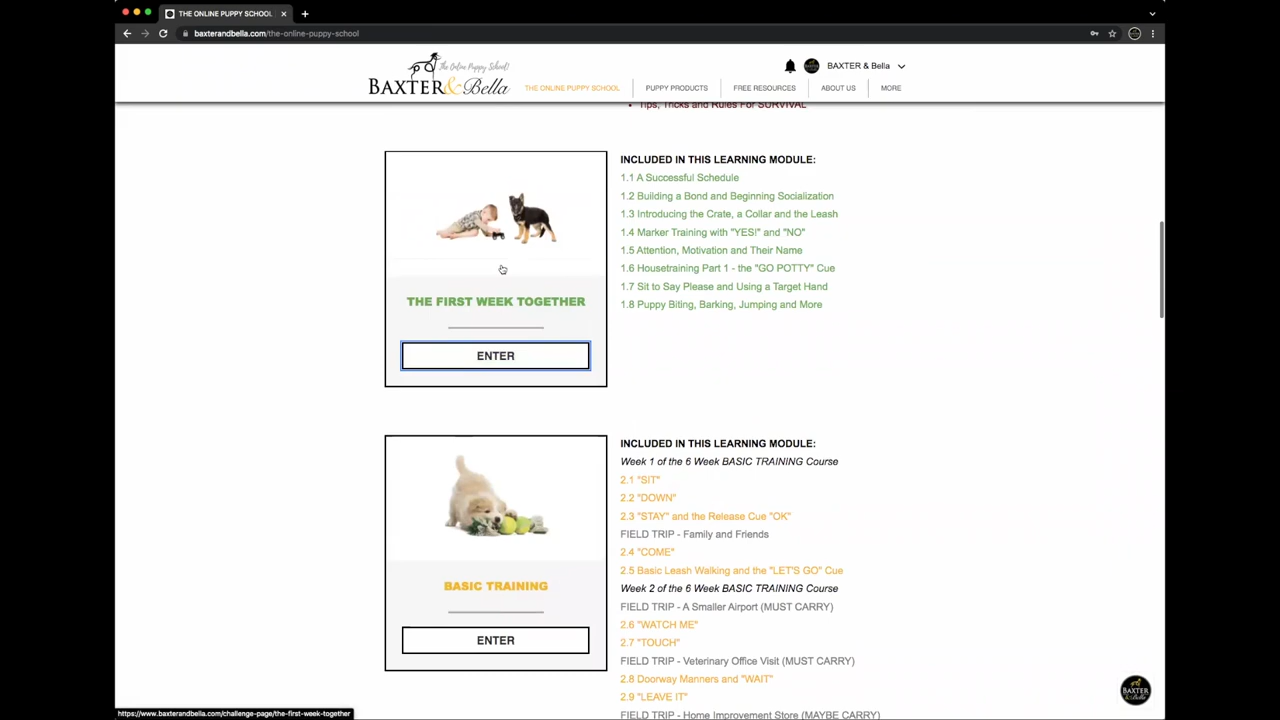 THE ONLINE PUPPY SCHOOL
baxterandbella.com/the-online-puppy-school
The Online Puppy School!
BAXTER & Bella
BAXTER & Bella
THE ONLINE PUPPY SCHOOL
PUPPY PRODUCTS
FREE RESOURCES
ABOUT US
MORE
Tips, Tricks and Rules For SURVIVAL
THE FIRST WEEK TOGETHER
ENTER
INCLUDED IN THIS LEARNING MODULE:
1.1 A Successful Schedule
1.2 Building a Bond and Beginning Socialization
1.3 Introducing the Crate, a Collar and the Leash
1.4 Marker Training with "YES!" and "NO"
1.5 Attention, Motivation and Their Name
1.6 Housetraining Part 1 - the "GO POTTY" Cue
1.7 Sit to Say Please and Using a Target Hand
1.8 Puppy Biting, Barking, Jumping and More
BASIC TRAINING
ENTER
INCLUDED IN THIS LEARNING MODULE:
Week 1 of the 6 Week BASIC TRAINING Course
2.1 "SIT"
2.2 "DOWN"
2.3 "STAY" and the Release Cue "OK"
FIELD TRIP - Family and Friends
2.4 "COME"
2.5 Basic Leash Walking and the "LET'S GO" Cue
Week 2 of the 6 Week BASIC TRAINING Course
FIELD TRIP - A Smaller Airport (MUST CARRY)
2.6 "WATCH ME"
2.7 "TOUCH"
FIELD TRIP - Veterinary Office Visit (MUST CARRY)
2.8 Doorway Manners and "WAIT"
2.9 "LEAVE IT"
FIELD TRIP - Home Improvement Store (MAYBE CARRY)
BAXTER
& Bella
https://www.baxterandbella.com/challenge-page/the-first-week-together